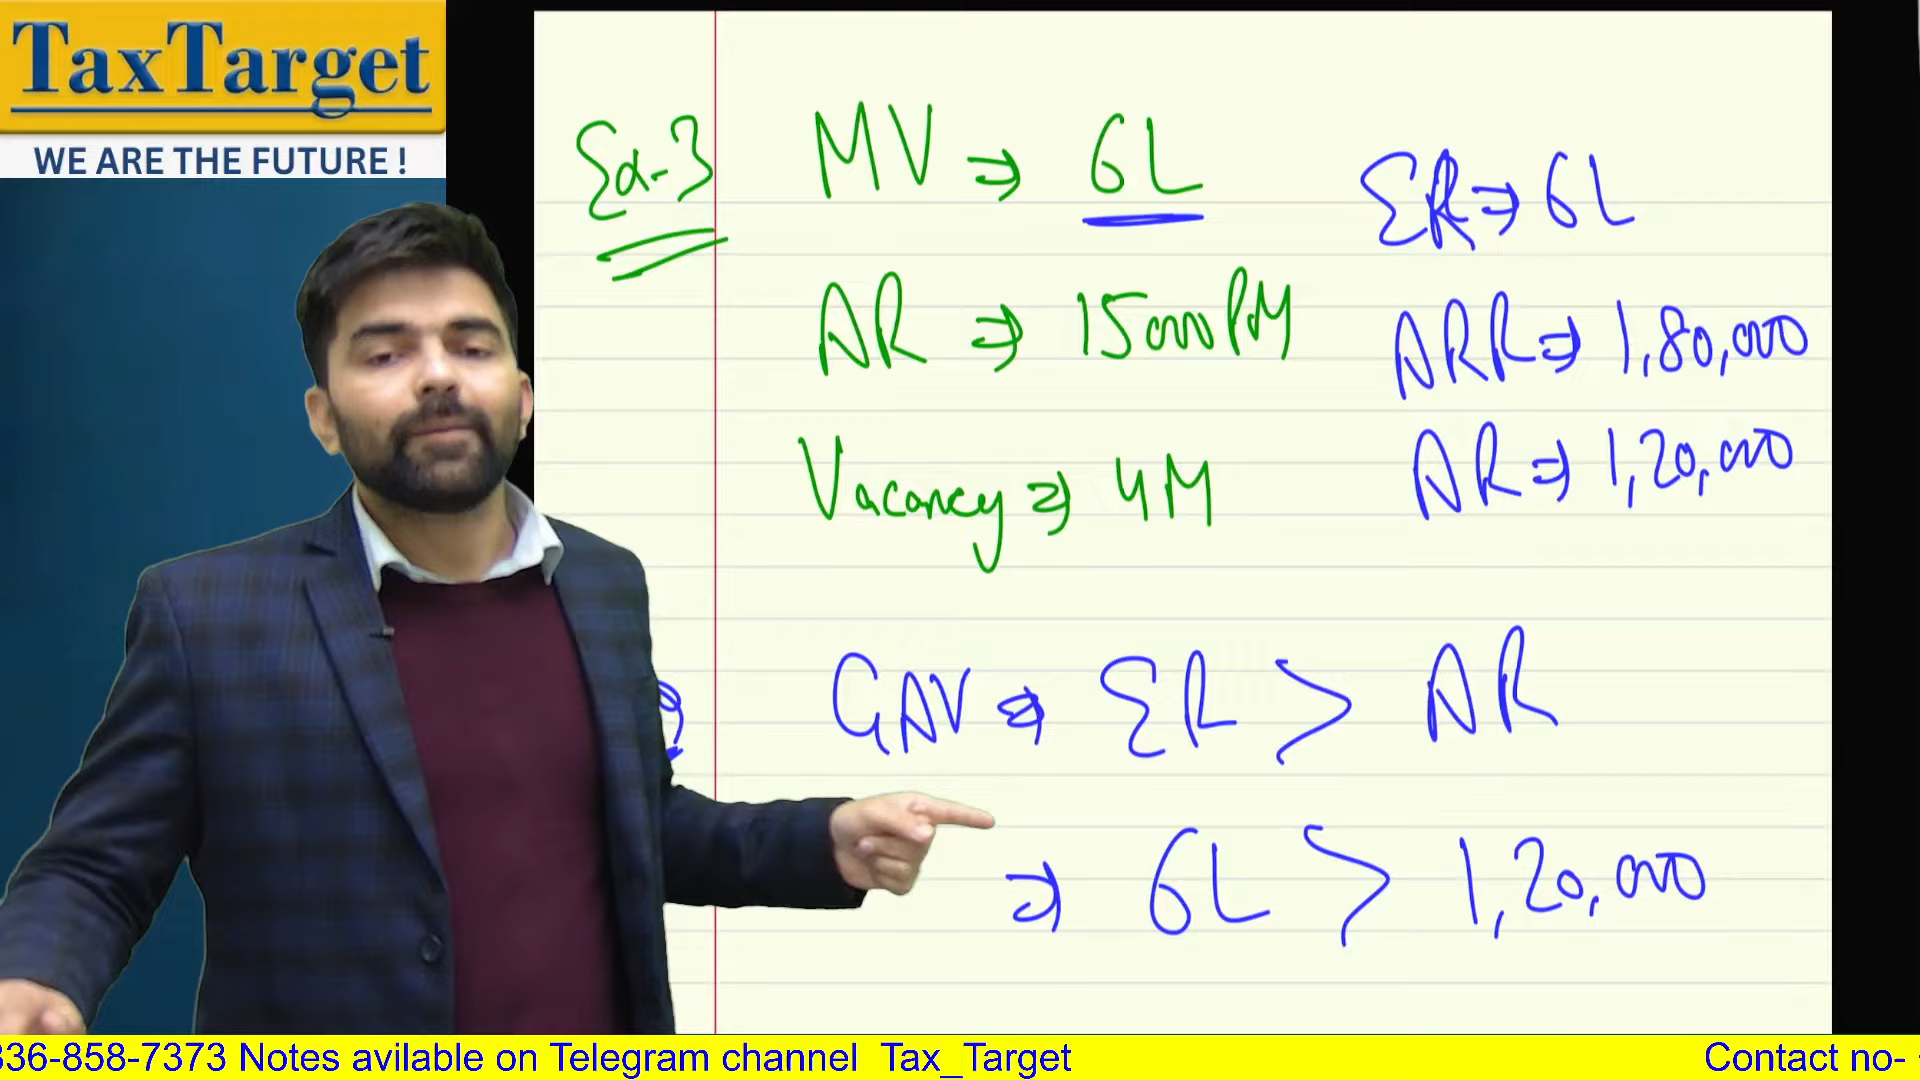 TaxTarget
WE ARE THE FUTURE !
Ex-3
MV ⇒ 6L
AR ⇒ 15000 PM
Vacancy ⇒ 4M
ER ⇒ 6L
ARR ⇒ 1,80,000
AR ⇒ 1,20,000
GAV ⇒ ER > AR
⇒ 6L > 1,20,000
336-858-7373 Notes avilable on Telegram channel Tax_Target
Contact no-